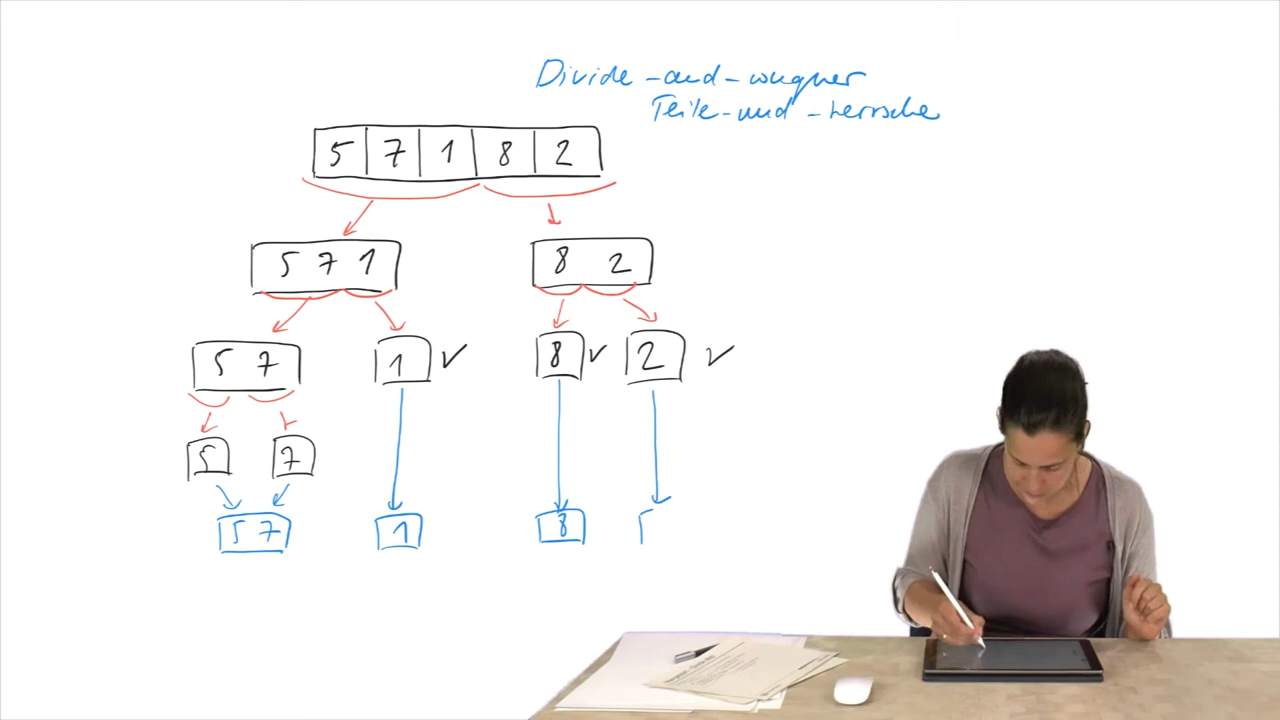 Divide-and-conquer
Teile-und-herrsche
5 7 1 8 2
5 7 1 8 2
5 7 1 8 2
5 7
5 7 1 8